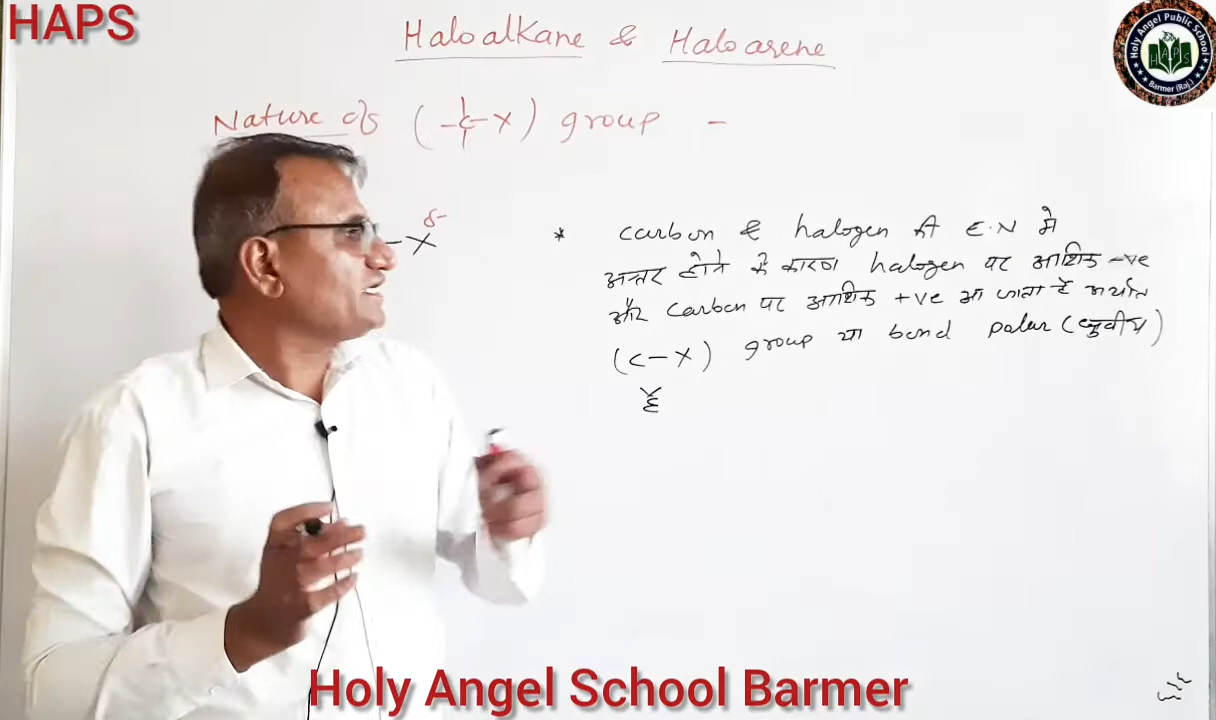 HAPS
Haloalkane & Haloarene
Holy Angel Public School
HAPS
Barmer (Raj.)
Nature of (-C-X) group -
-X δ-
* carbon & halogen की E.N में
अन्तर होने के कारण halogen पर आंशिक -ve
और carbon पर आंशिक +ve आ जाता है अर्थात
(C-X) group या bond polar (ध्रुवीय)
है
Holy Angel School Barmer